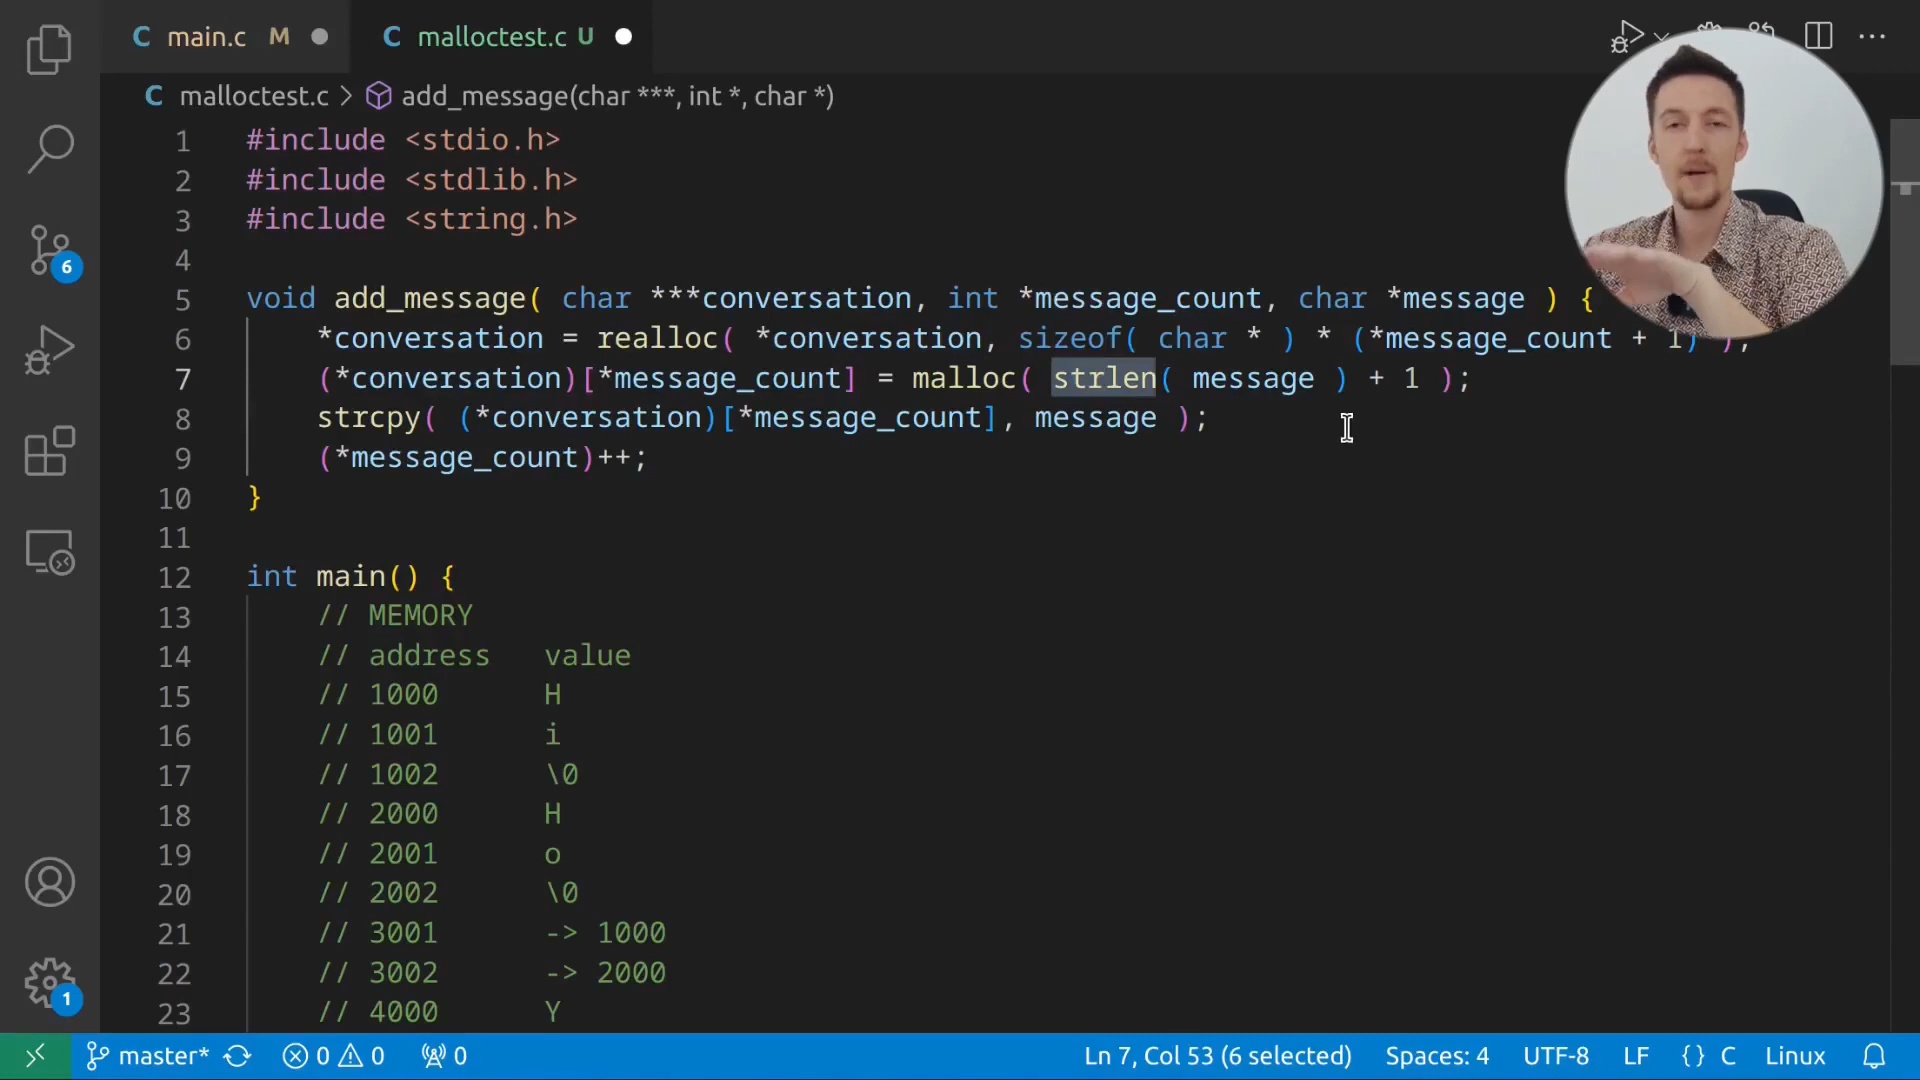 main.c M
malloctest.c U
malloctest.c > add_message(char ***, int *, char *)
1 #include <stdio.h>
2 #include <stdlib.h>
3 #include <string.h>
4
5 void add_message( char ***conversation, int *message_count, char *message ) {
6 *conversation = realloc( *conversation, sizeof( char * ) * (*message_count + 1) );
7 (*conversation)[*message_count] = malloc( strlen( message ) + 1 );
8 strcpy( (*conversation)[*message_count], message );
9 (*message_count)++;
10 }
11
12 int main() {
13 // MEMORY
14 // address value
15 // 1000 H
16 // 1001 i
17 // 1002 \0
18 // 2000 H
19 // 2001 o
20 // 2002 \0
21 // 3001 -> 1000
22 // 3002 -> 2000
23 // 4000 Y
6
1
master* 0 0 0 Ln 7, Col 53 (6 selected) Spaces: 4 UTF-8 LF {} C Linux